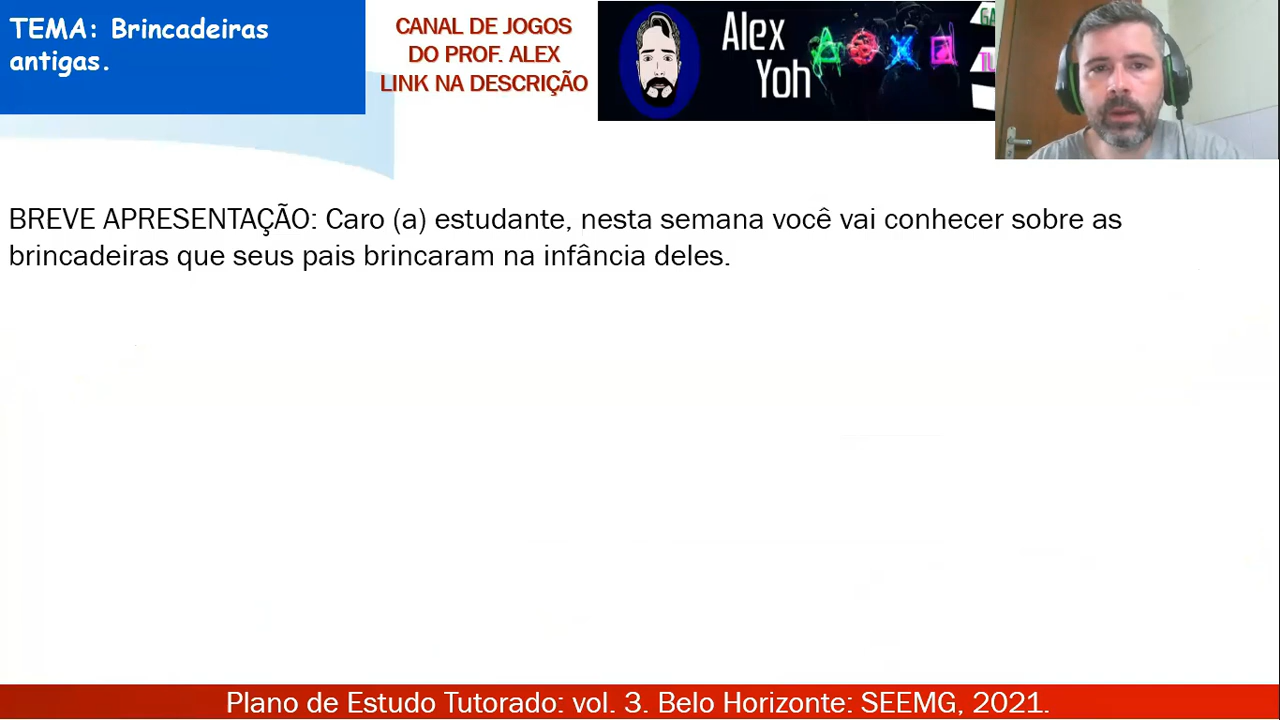 TEMA: Brincadeiras
antigas.
CANAL DE JOGOS
DO PROF. ALEX
LINK NA DESCRIÇÃO
Alex
Yoh
BREVE APRESENTAÇÃO: Caro (a) estudante, nesta semana você vai conhecer sobre as
brincadeiras que seus pais brincaram na infância deles.
Plano de Estudo Tutorado: vol. 3. Belo Horizonte: SEEMG, 2021.